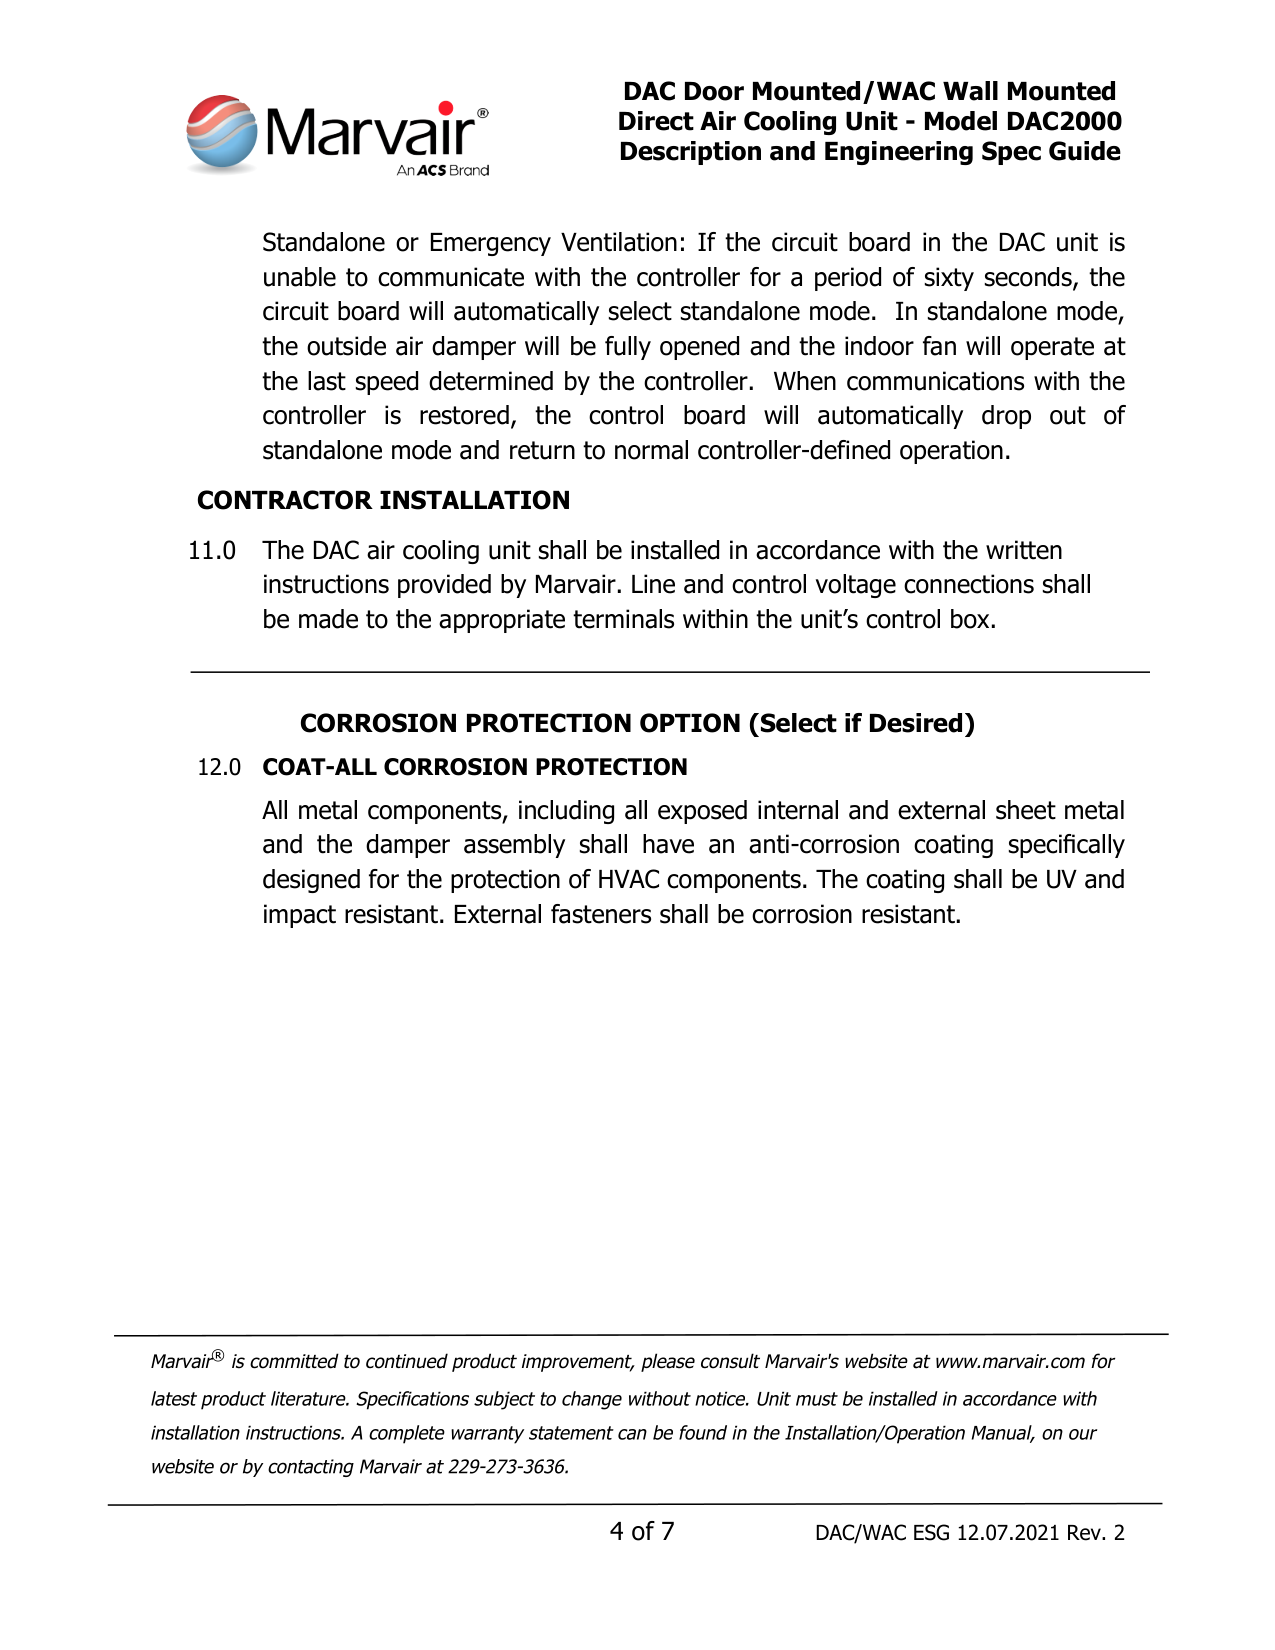 Marvair®
An ACS Brand
DAC Door Mounted/WAC Wall Mounted
Direct Air Cooling Unit - Model DAC2000
Description and Engineering Spec Guide
Standalone or Emergency Ventilation: If the circuit board in the DAC unit is
unable to communicate with the controller for a period of sixty seconds, the
circuit board will automatically select standalone mode.  In standalone mode,
the outside air damper will be fully opened and the indoor fan will operate at
the last speed determined by the controller.  When communications with the
controller is restored, the control board will automatically drop out of
standalone mode and return to normal controller-defined operation.
CONTRACTOR INSTALLATION
11.0 The DAC air cooling unit shall be installed in accordance with the written
instructions provided by Marvair. Line and control voltage connections shall
be made to the appropriate terminals within the unit’s control box.
CORROSION PROTECTION OPTION (Select if Desired)
12.0 COAT-ALL CORROSION PROTECTION
All metal components, including all exposed internal and external sheet metal
and the damper assembly shall have an anti-corrosion coating specifically
designed for the protection of HVAC components. The coating shall be UV and
impact resistant. External fasteners shall be corrosion resistant.
Marvair® is committed to continued product improvement, please consult Marvair's website at www.marvair.com for
latest product literature. Specifications subject to change without notice. Unit must be installed in accordance with
installation instructions. A complete warranty statement can be found in the Installation/Operation Manual, on our
website or by contacting Marvair at 229-273-3636.
4 of 7 DAC/WAC ESG 12.07.2021 Rev. 2